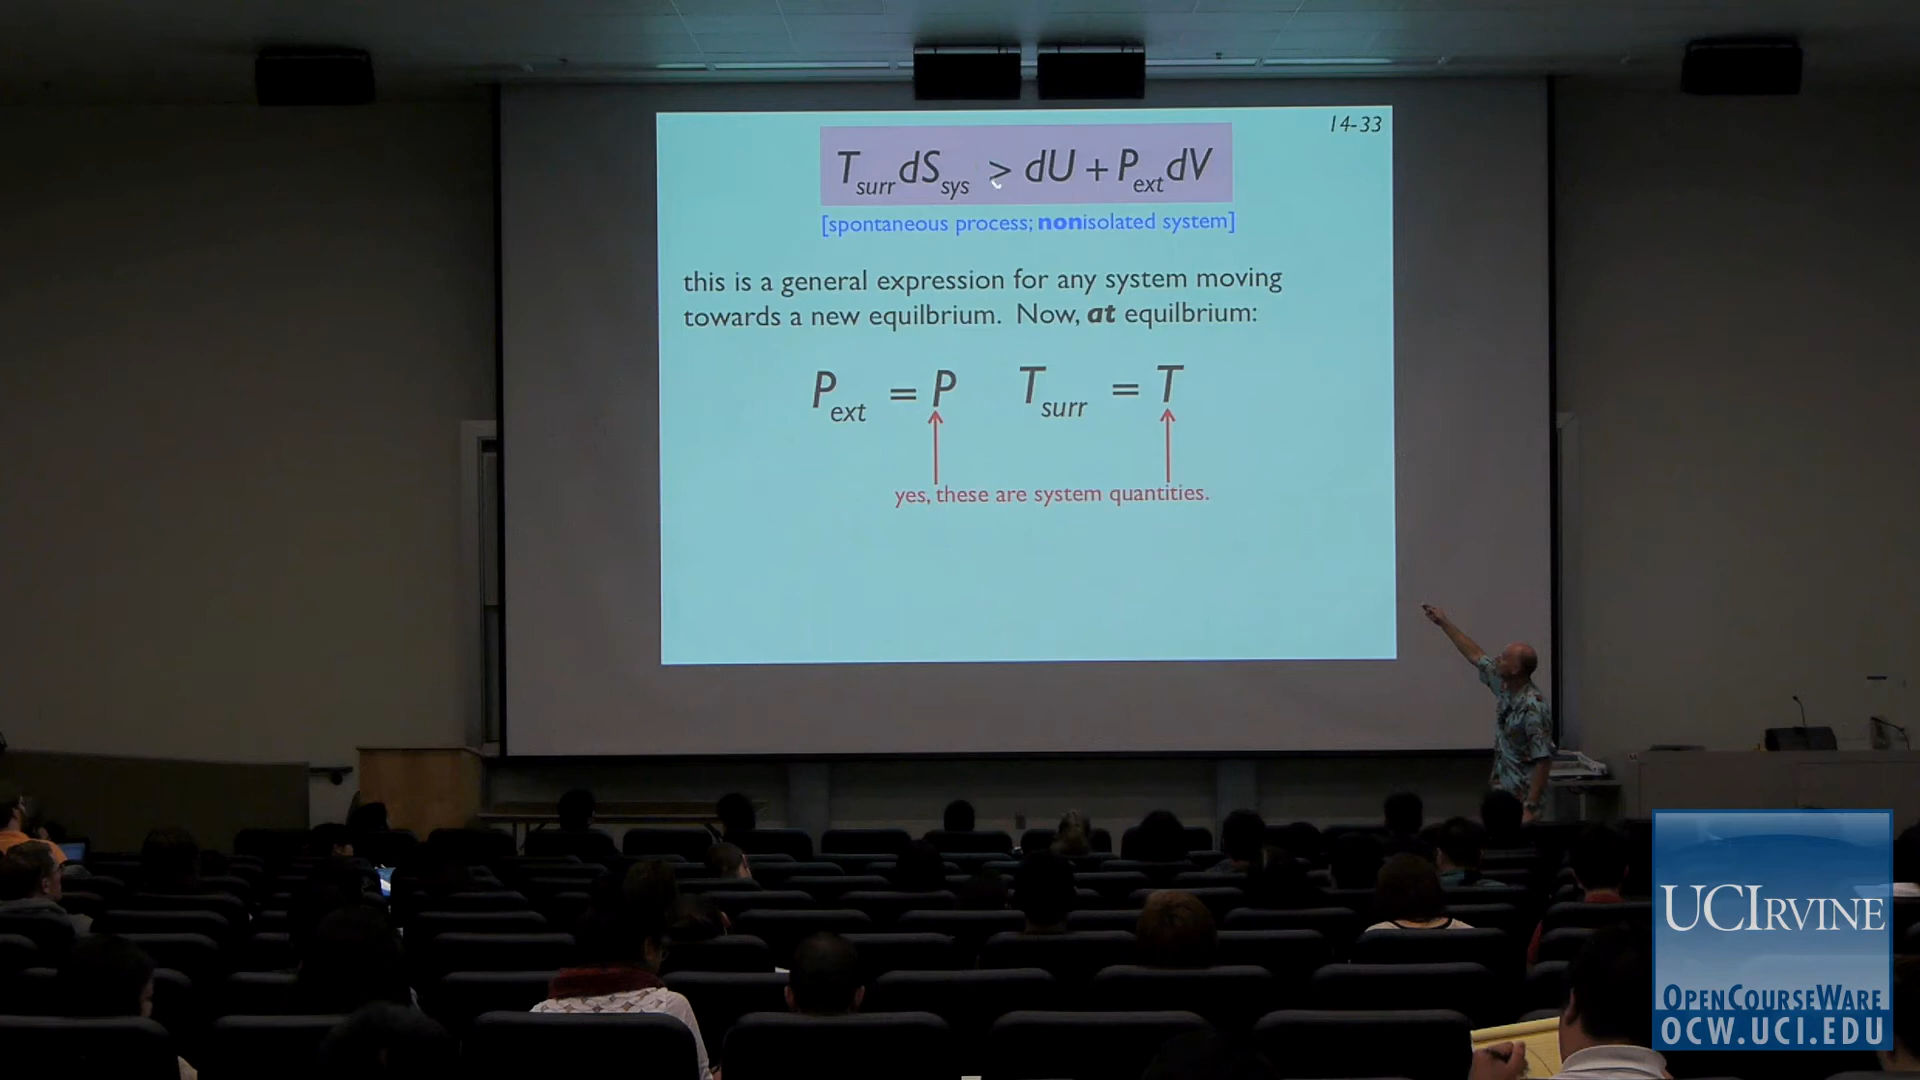 14-33
T_surr dS_sys > dU + P_ext dV
[spontaneous process; nonisolated system]
this is a general expression for any system moving
towards a new equilbrium. Now, at equilbrium:
P_ext = P T_surr = T
yes, these are system quantities.
UCIRVINE
OPENCOURSEWARE
OCW.UCI.EDU